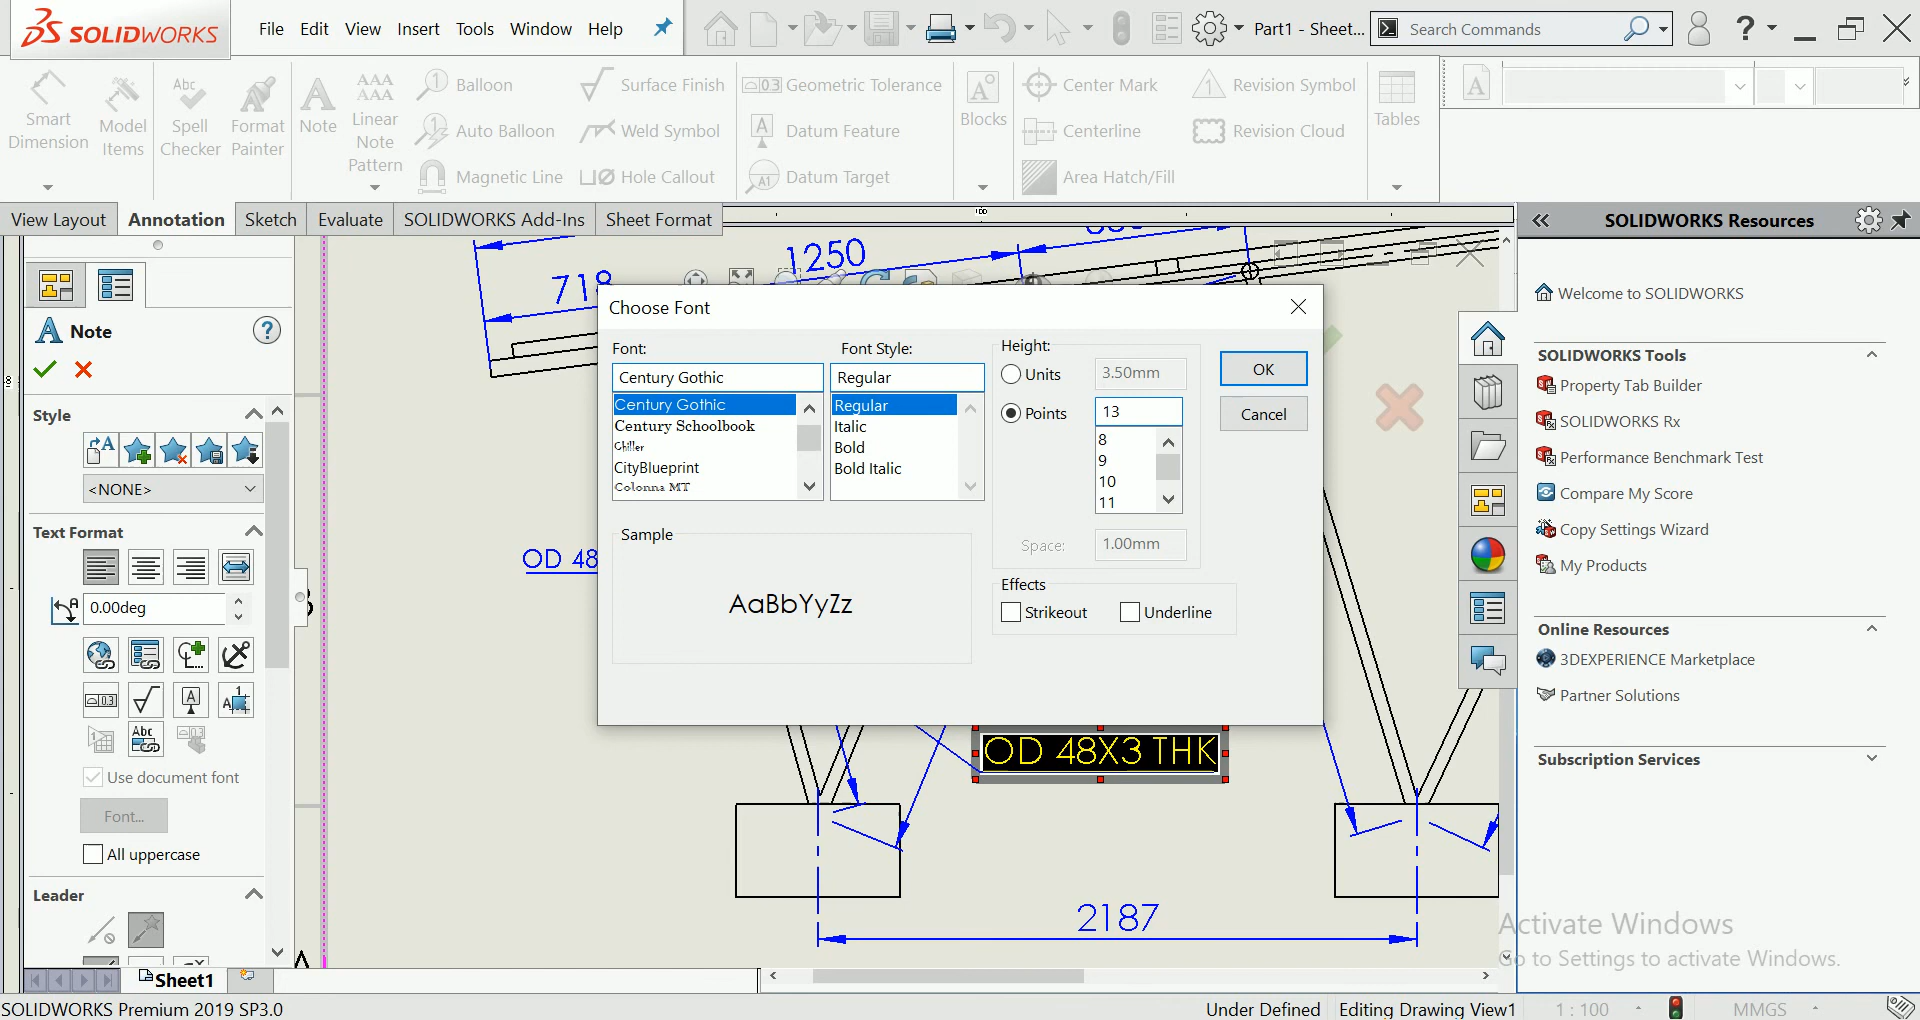 SOLIDWORKS
File Edit View Insert Tools Window Help
Part1 - Sheet...
Search Commands
Smart Dimension
Model Items
Abc
Spell Checker
Format Painter
Note
AAA
AAA
Linear Note Pattern
Balloon
Auto Balloon
Magnetic Line
Surface Finish
Weld Symbol
Hole Callout
Geometric Tolerance
Datum Feature
Datum Target
Blocks
Center Mark
Centerline
Area Hatch/Fill
Revision Symbol
Revision Cloud
Tables
View Layout Annotation Sketch Evaluate SOLIDWORKS Add-Ins Sheet Format
SOLIDWORKS Resources
Note
Style
<NONE>
Text Format
0.00deg
Use document font
Font...
All uppercase
Leader
1250
718
OD 48
Choose Font
Font:
Century Gothic
Century Gothic
Century Schoolbook
Chiller
CityBlueprint
Colonna MT
Font Style:
Regular
Regular
Italic
Bold
Bold Italic
Height:
Units
3.50mm
Points
13
8
9
10
11
Space:
1.00mm
OK
Cancel
Sample
AaBbYyZz
Effects
Strikeout
Underline
OD 48X3 THK
2187
Welcome to SOLIDWORKS
SOLIDWORKS Tools
Property Tab Builder
SOLIDWORKS Rx
Performance Benchmark Test
Compare My Score
Copy Settings Wizard
My Products
Online Resources
3DEXPERIENCE Marketplace
Partner Solutions
Subscription Services
Activate Windows
Go to Settings to activate Windows.
Sheet1
SOLIDWORKS Premium 2019 SP3.0
Under Defined
Editing Drawing View1
1 : 100
MMGS